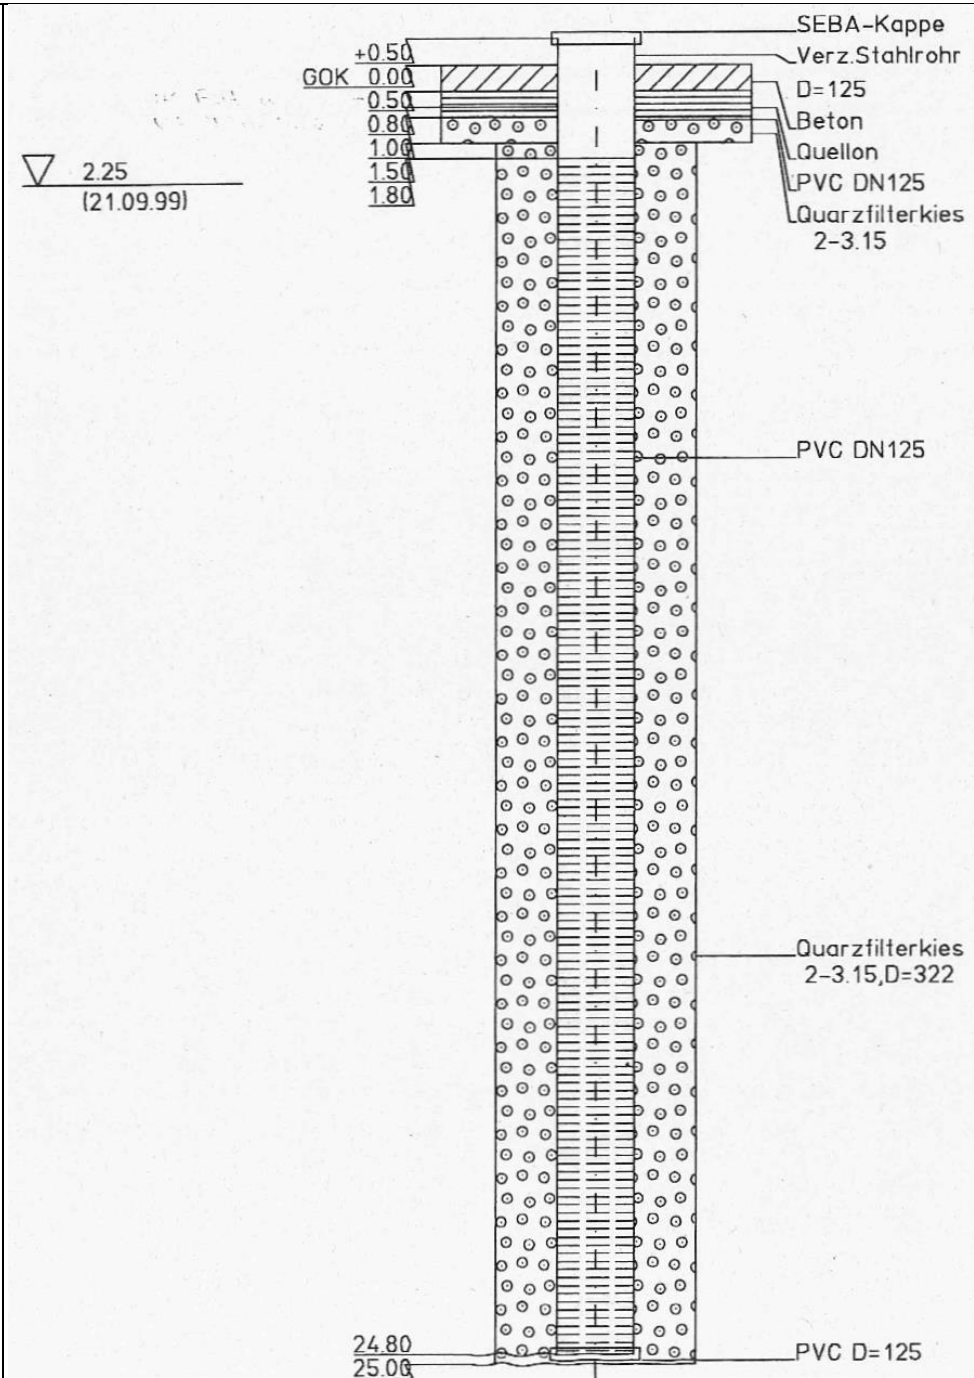 SEBA-Kappe
+0.50
Verz.Stahlrohr
GOK 0.00
D=125
0.50
Beton
0.80
Quellon
1.00
2.25
1.50
PVC DN125
(21.09.99)
1.80
Quarzfilterkies
2-3.15
PVC DN125
Quarzfilterkies
2-3.15,D=322
24.80
PVC D=125
25.00